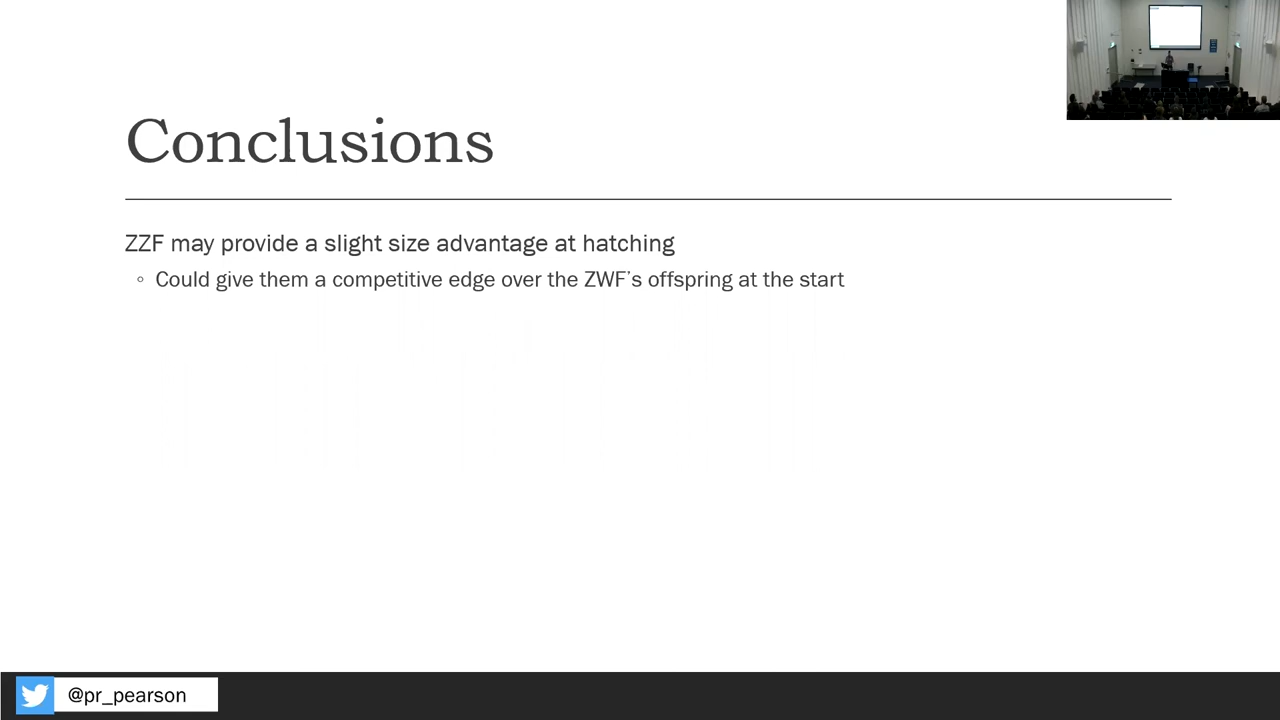 Conclusions
ZZF may provide a slight size advantage at hatching
◦ Could give them a competitive edge over the ZWF's offspring at the start
@pr_pearson